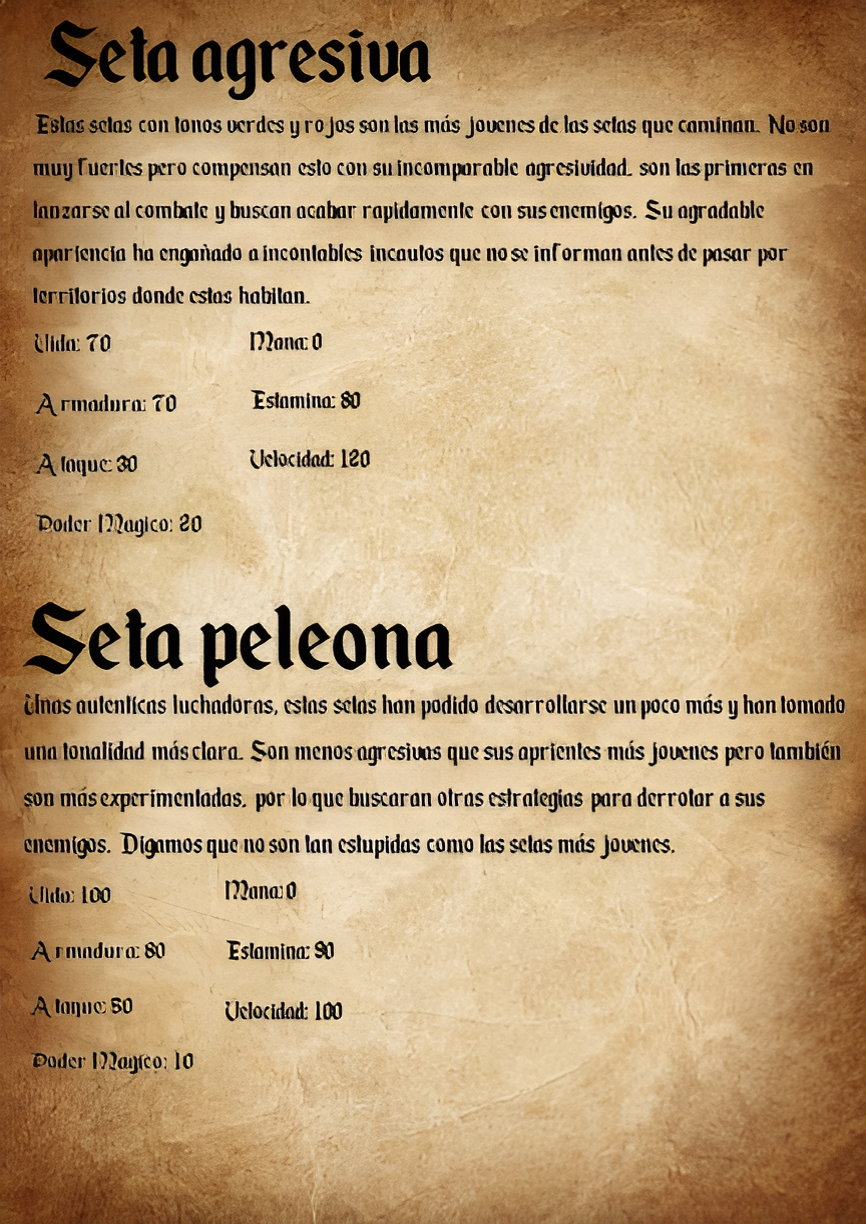 Seta agresiva
Estas setas con tonos verdes y rojos son las más jovenes de las setas que caminan. No son
muy fuertes pero compensan esto con su incomparable agresividad. son las primeras en
lanzarse al combate y buscan acabar rapidamente con sus enemigos. Su agradable
apariencia ha engañado a incontables incautos que no se informan antes de pasar por
territorios donde estas habitan.
Vida: 70 Mana: 0
Armadura: 70 Estamina: 80
Ataque: 30 Velocidad: 120
Poder Magico: 20
Seta peleona
Unas autenticas luchadoras, estas setas han podido desarrollarse un poco más y han tomado
una tonalidad más clara. Son menos agresivas que sus aprientes más jovenes pero también
son más experimentadas. por lo que buscaran otras estrategias para derrotar a sus
enemigos. Digamos que no son tan estupidas como las setas más jovenes.
Vida: 100 Mana: 0
Armadura: 80 Estamina: 90
Ataque: 50 Velocidad: 100
Poder Magico: 10